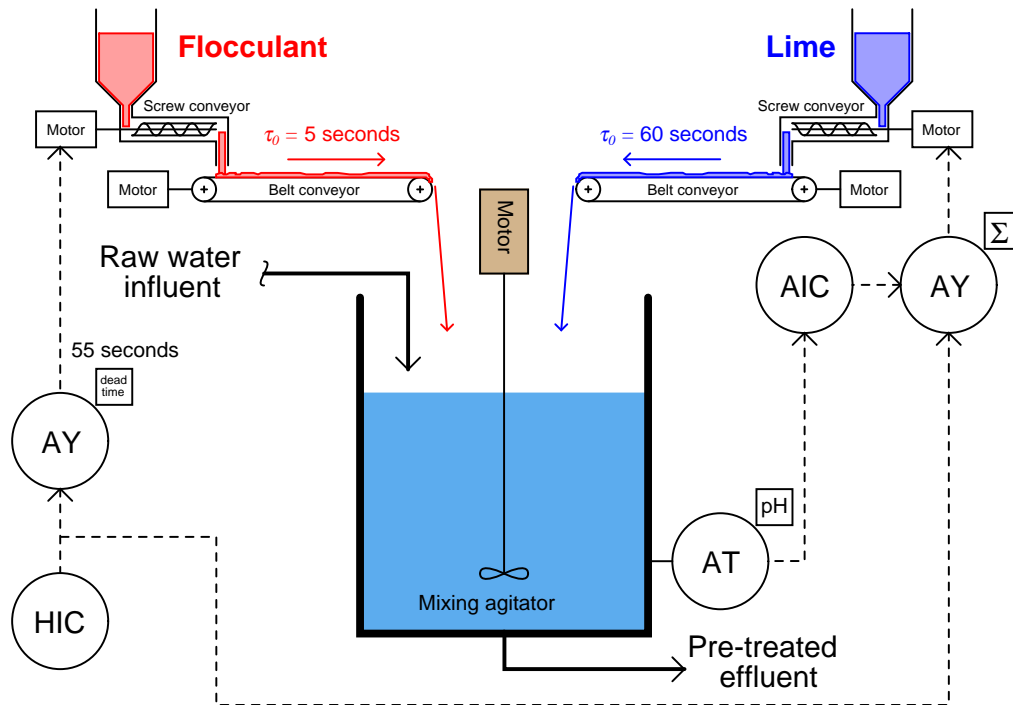 Flocculant
Lime
Screw conveyor
Screw conveyor
Motor
τ₀ = 5 seconds
τ₀ = 60 seconds
Motor
Motor
Belt conveyor
Belt conveyor
Motor
Motor
Σ
Raw water
influent
AIC
AY
55 seconds
dead
time
AY
pH
AT
HIC
Mixing agitator
Pre-treated
effluent